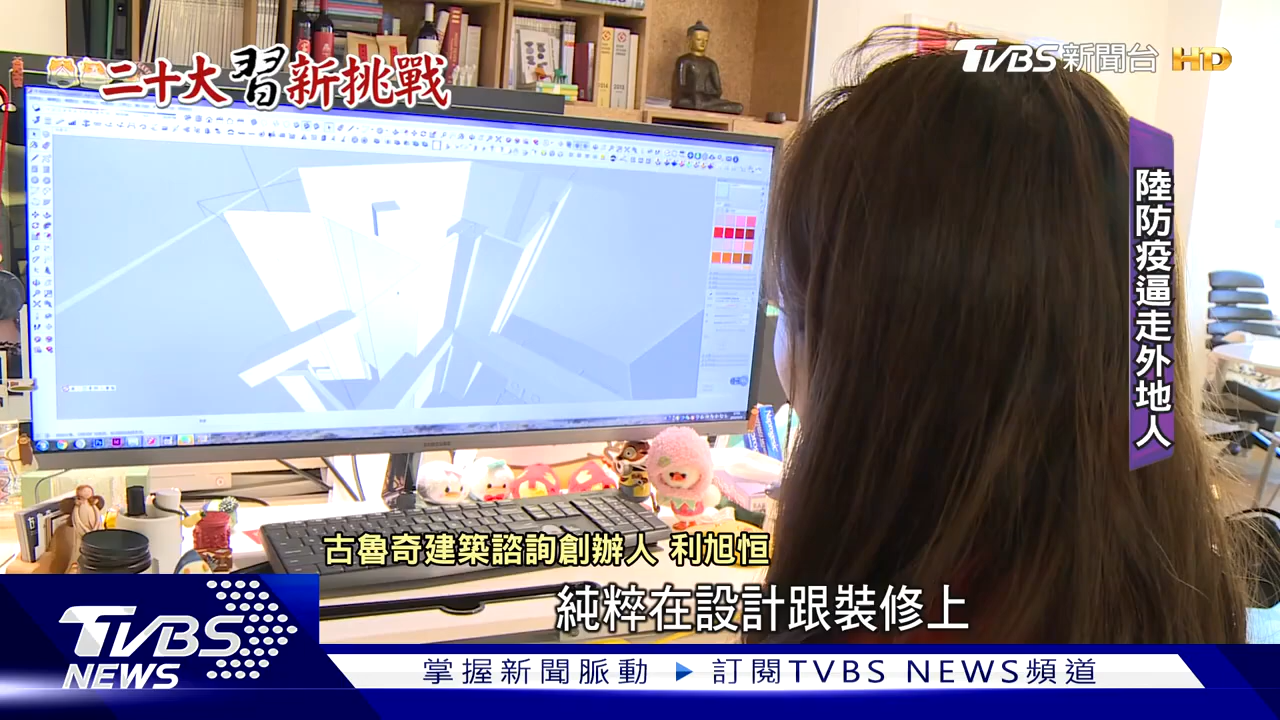 二十大習新挑戰
TVBS新聞台 HD
陸防疫逼走外地人
古魯奇建築諮詢創辦人 利旭恒
純粹在設計跟裝修上
TVBS
NEWS
掌握新聞脈動 ▶ 訂閱TVBS NEWS頻道